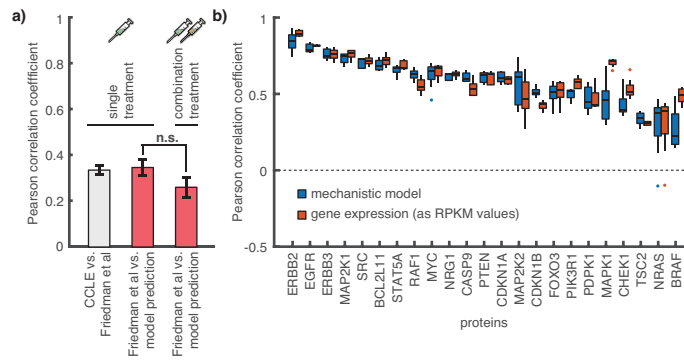 a)
b)
Pearson correlation coeffficient
1
0.8
0.6
0.4
0.2
0
single
treatment
combination
treatment
n.s.
CCLE vs.
Friedman et al
Friedman et al vs.
model prediction
Friedman et al vs.
model prediction
Pearson correlation coefficient
1
0.5
0
-0.5
mechanistic model
gene expression (as RPKM values)
ERBB2
EGFR
ERBB3
MAP2K1
SRC
BCL2L11
STAT5A
RAF1
MYC
NRG1
CASP9
PTEN
CDKN1A
MAP2K2
CDKN1B
FOXO3
PIK3R1
PDPK1
MAPK1
CHEK1
TSC2
NRAS
BRAF
proteins